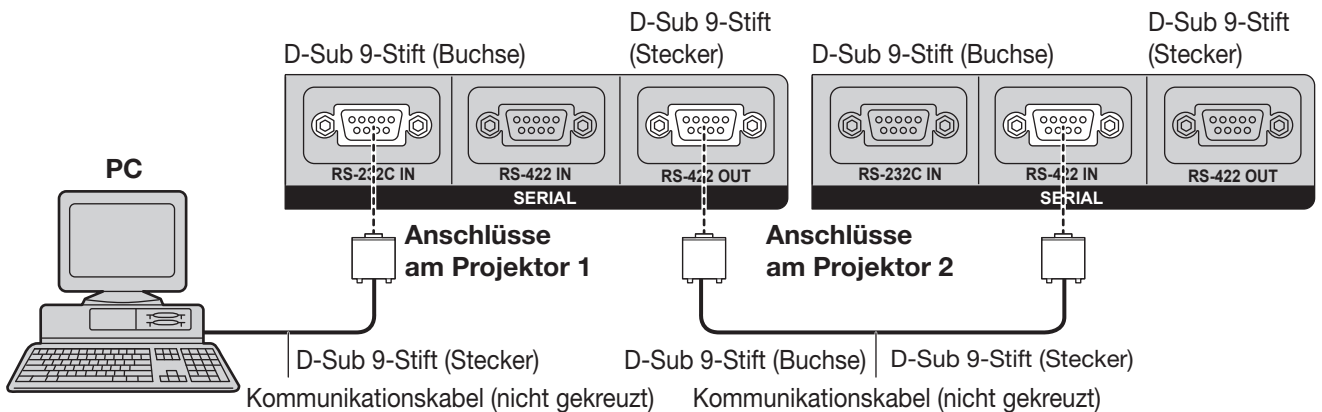 D-Sub 9-Stift (Buchse)
D-Sub 9-Stift
(Stecker)
D-Sub 9-Stift (Buchse)
D-Sub 9-Stift
(Stecker)
PC
RS-232C IN
RS-422 IN
RS-422 OUT
SERIAL
RS-232C IN
RS-422 IN
RS-422 OUT
SERIAL
Anschlüsse
am Projektor 1
Anschlüsse
am Projektor 2
D-Sub 9-Stift (Stecker)
D-Sub 9-Stift (Buchse)
D-Sub 9-Stift (Stecker)
Kommunikationskabel (nicht gekreuzt)
Kommunikationskabel (nicht gekreuzt)